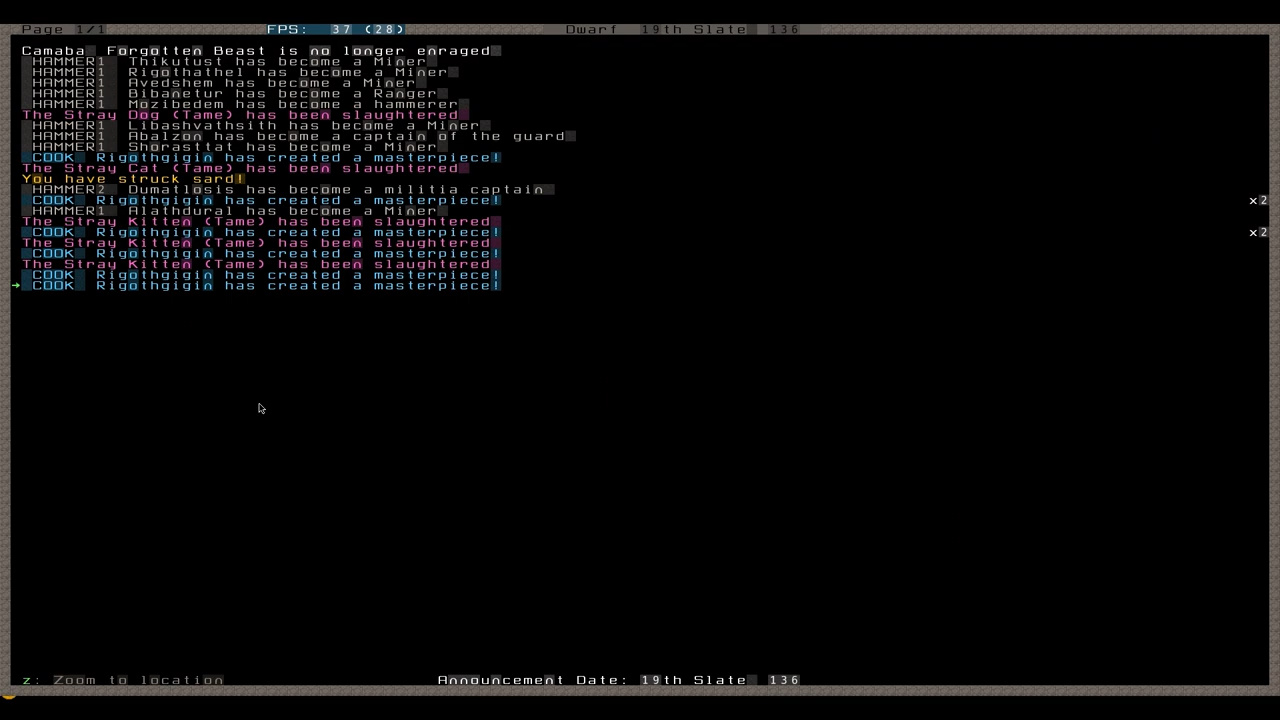 Page 1/1 FPS: 37 (28) Dwarf 19th Slate 136
Camaba Forgotten Beast is no longer enraged
HAMMER1 Thikutust has become a Miner
HAMMER1 Rigothathel has become a Miner
HAMMER1 Avedshem has become a Miner
HAMMER1 Bibanetur has become a Ranger
HAMMER1 Mozibedem has become a hammerer
The Stray Dog (Tame) has been slaughtered
HAMMER1 Libashvathsith has become a Miner
HAMMER1 Abalzon has become a captain of the guard
HAMMER1 Shorasttat has become a Miner
COOK Rigothgigin has created a masterpiece!
The Stray Cat (Tame) has been slaughtered
You have struck sard!
HAMMER2 Dumatlosis has become a militia captain
COOK Rigothgigin has created a masterpiece! x2
HAMMER1 Alathdural has become a Miner
The Stray Kitten (Tame) has been slaughtered
COOK Rigothgigin has created a masterpiece! x2
The Stray Kitten (Tame) has been slaughtered
COOK Rigothgigin has created a masterpiece!
The Stray Kitten (Tame) has been slaughtered
COOK Rigothgigin has created a masterpiece!
COOK Rigothgigin has created a masterpiece!
z: Zoom to location Announcement Date: 19th Slate 136